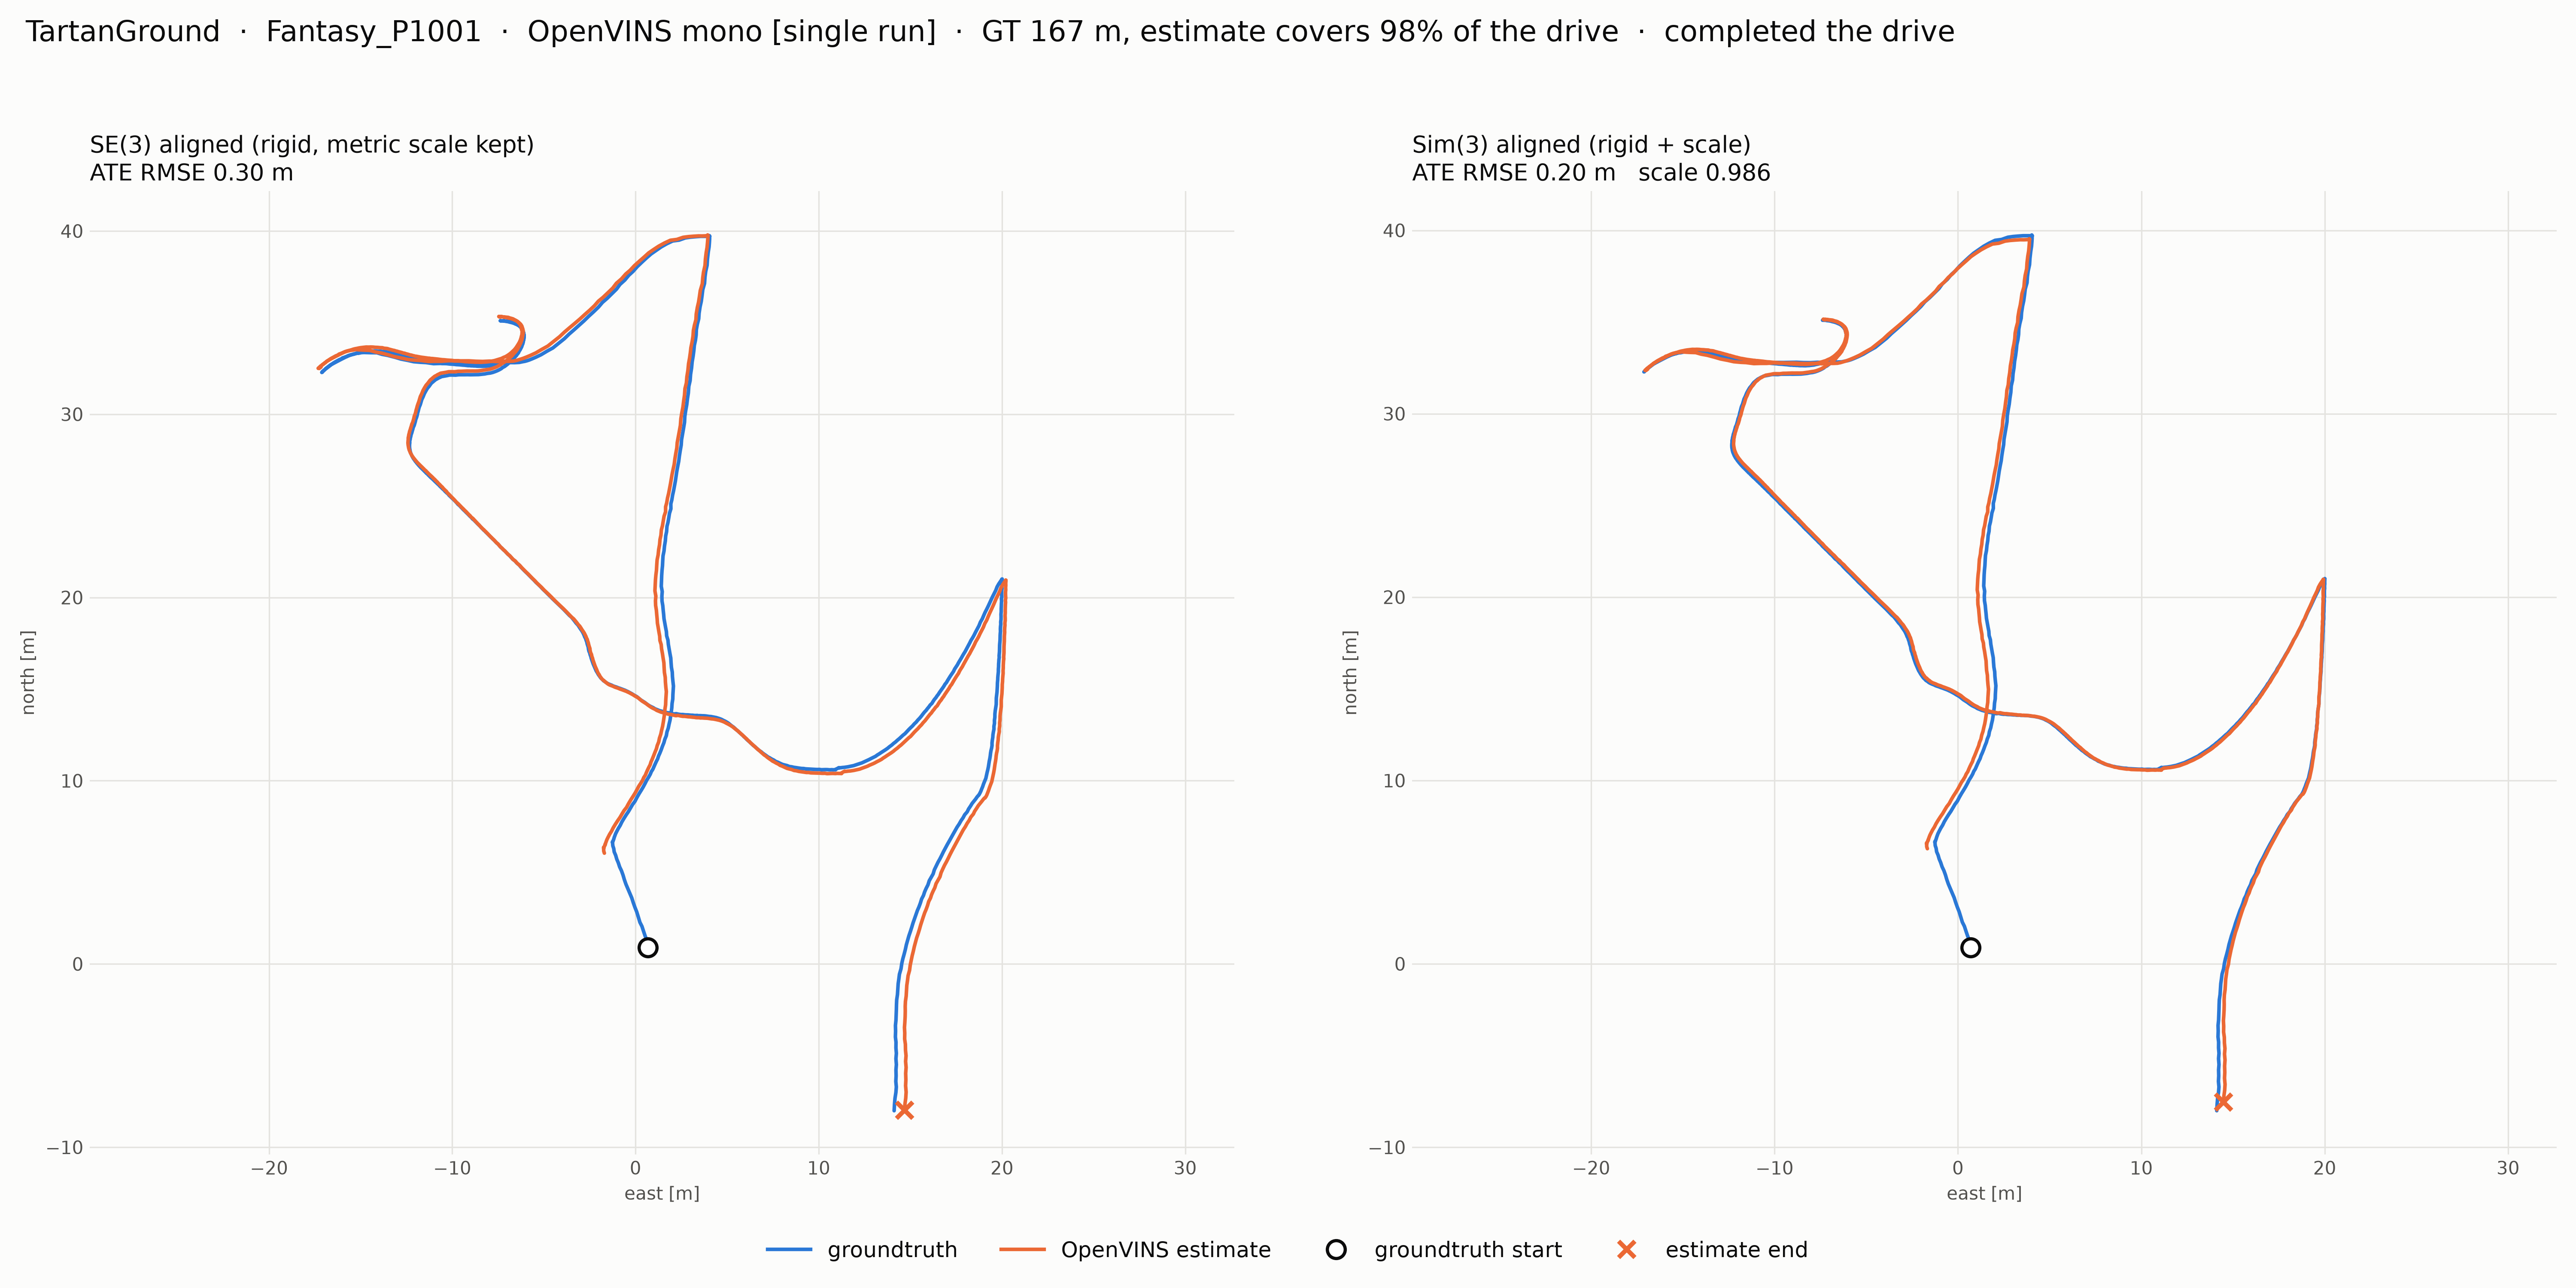 TartanGround · Fantasy_P1001 · OpenVINS mono [single run] · GT 167 m, estimate covers 98% of the drive · completed the drive
SE(3) aligned (rigid, metric scale kept)
ATE RMSE 0.30 m
40
30
20
10
0
−10
north [m]
−20
−10
0
10
20
30
east [m]
Sim(3) aligned (rigid + scale)
ATE RMSE 0.20 m scale 0.986
40
30
20
10
0
−10
north [m]
−20
−10
0
10
20
30
east [m]
groundtruth
OpenVINS estimate
groundtruth start
estimate end